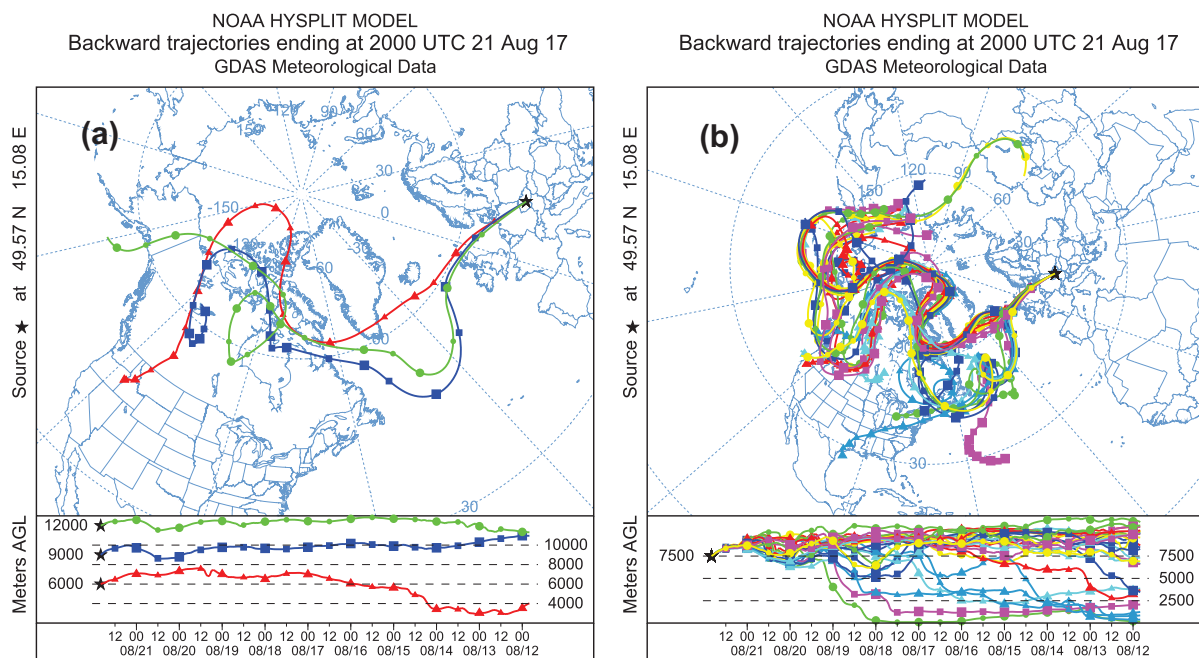 NOAA HYSPLIT MODEL
Backward trajectories ending at 2000 UTC 21 Aug 17
GDAS Meteorological Data
(a)
Source ★ at 49.57 N 15.08 E
150
120
90
60
30
0
-150
-90
-60
60
30
Meters AGL
12000
9000
6000
10000
8000
6000
4000
12 00 12 00 12 00 12 00 12 00 12 00 12 00 12 00 12 00 12 00
08/21 08/20 08/19 08/18 08/17 08/16 08/15 08/14 08/13 08/12
NOAA HYSPLIT MODEL
Backward trajectories ending at 2000 UTC 21 Aug 17
GDAS Meteorological Data
(b)
Source ★ at 49.57 N 15.08 E
150
120
90
60
30
30
Meters AGL
7500
7500
5000
2500
12 00 12 00 12 00 12 00 12 00 12 00 12 00 12 00 12 00 12 00
08/21 08/20 08/19 08/18 08/17 08/16 08/15 08/14 08/13 08/12